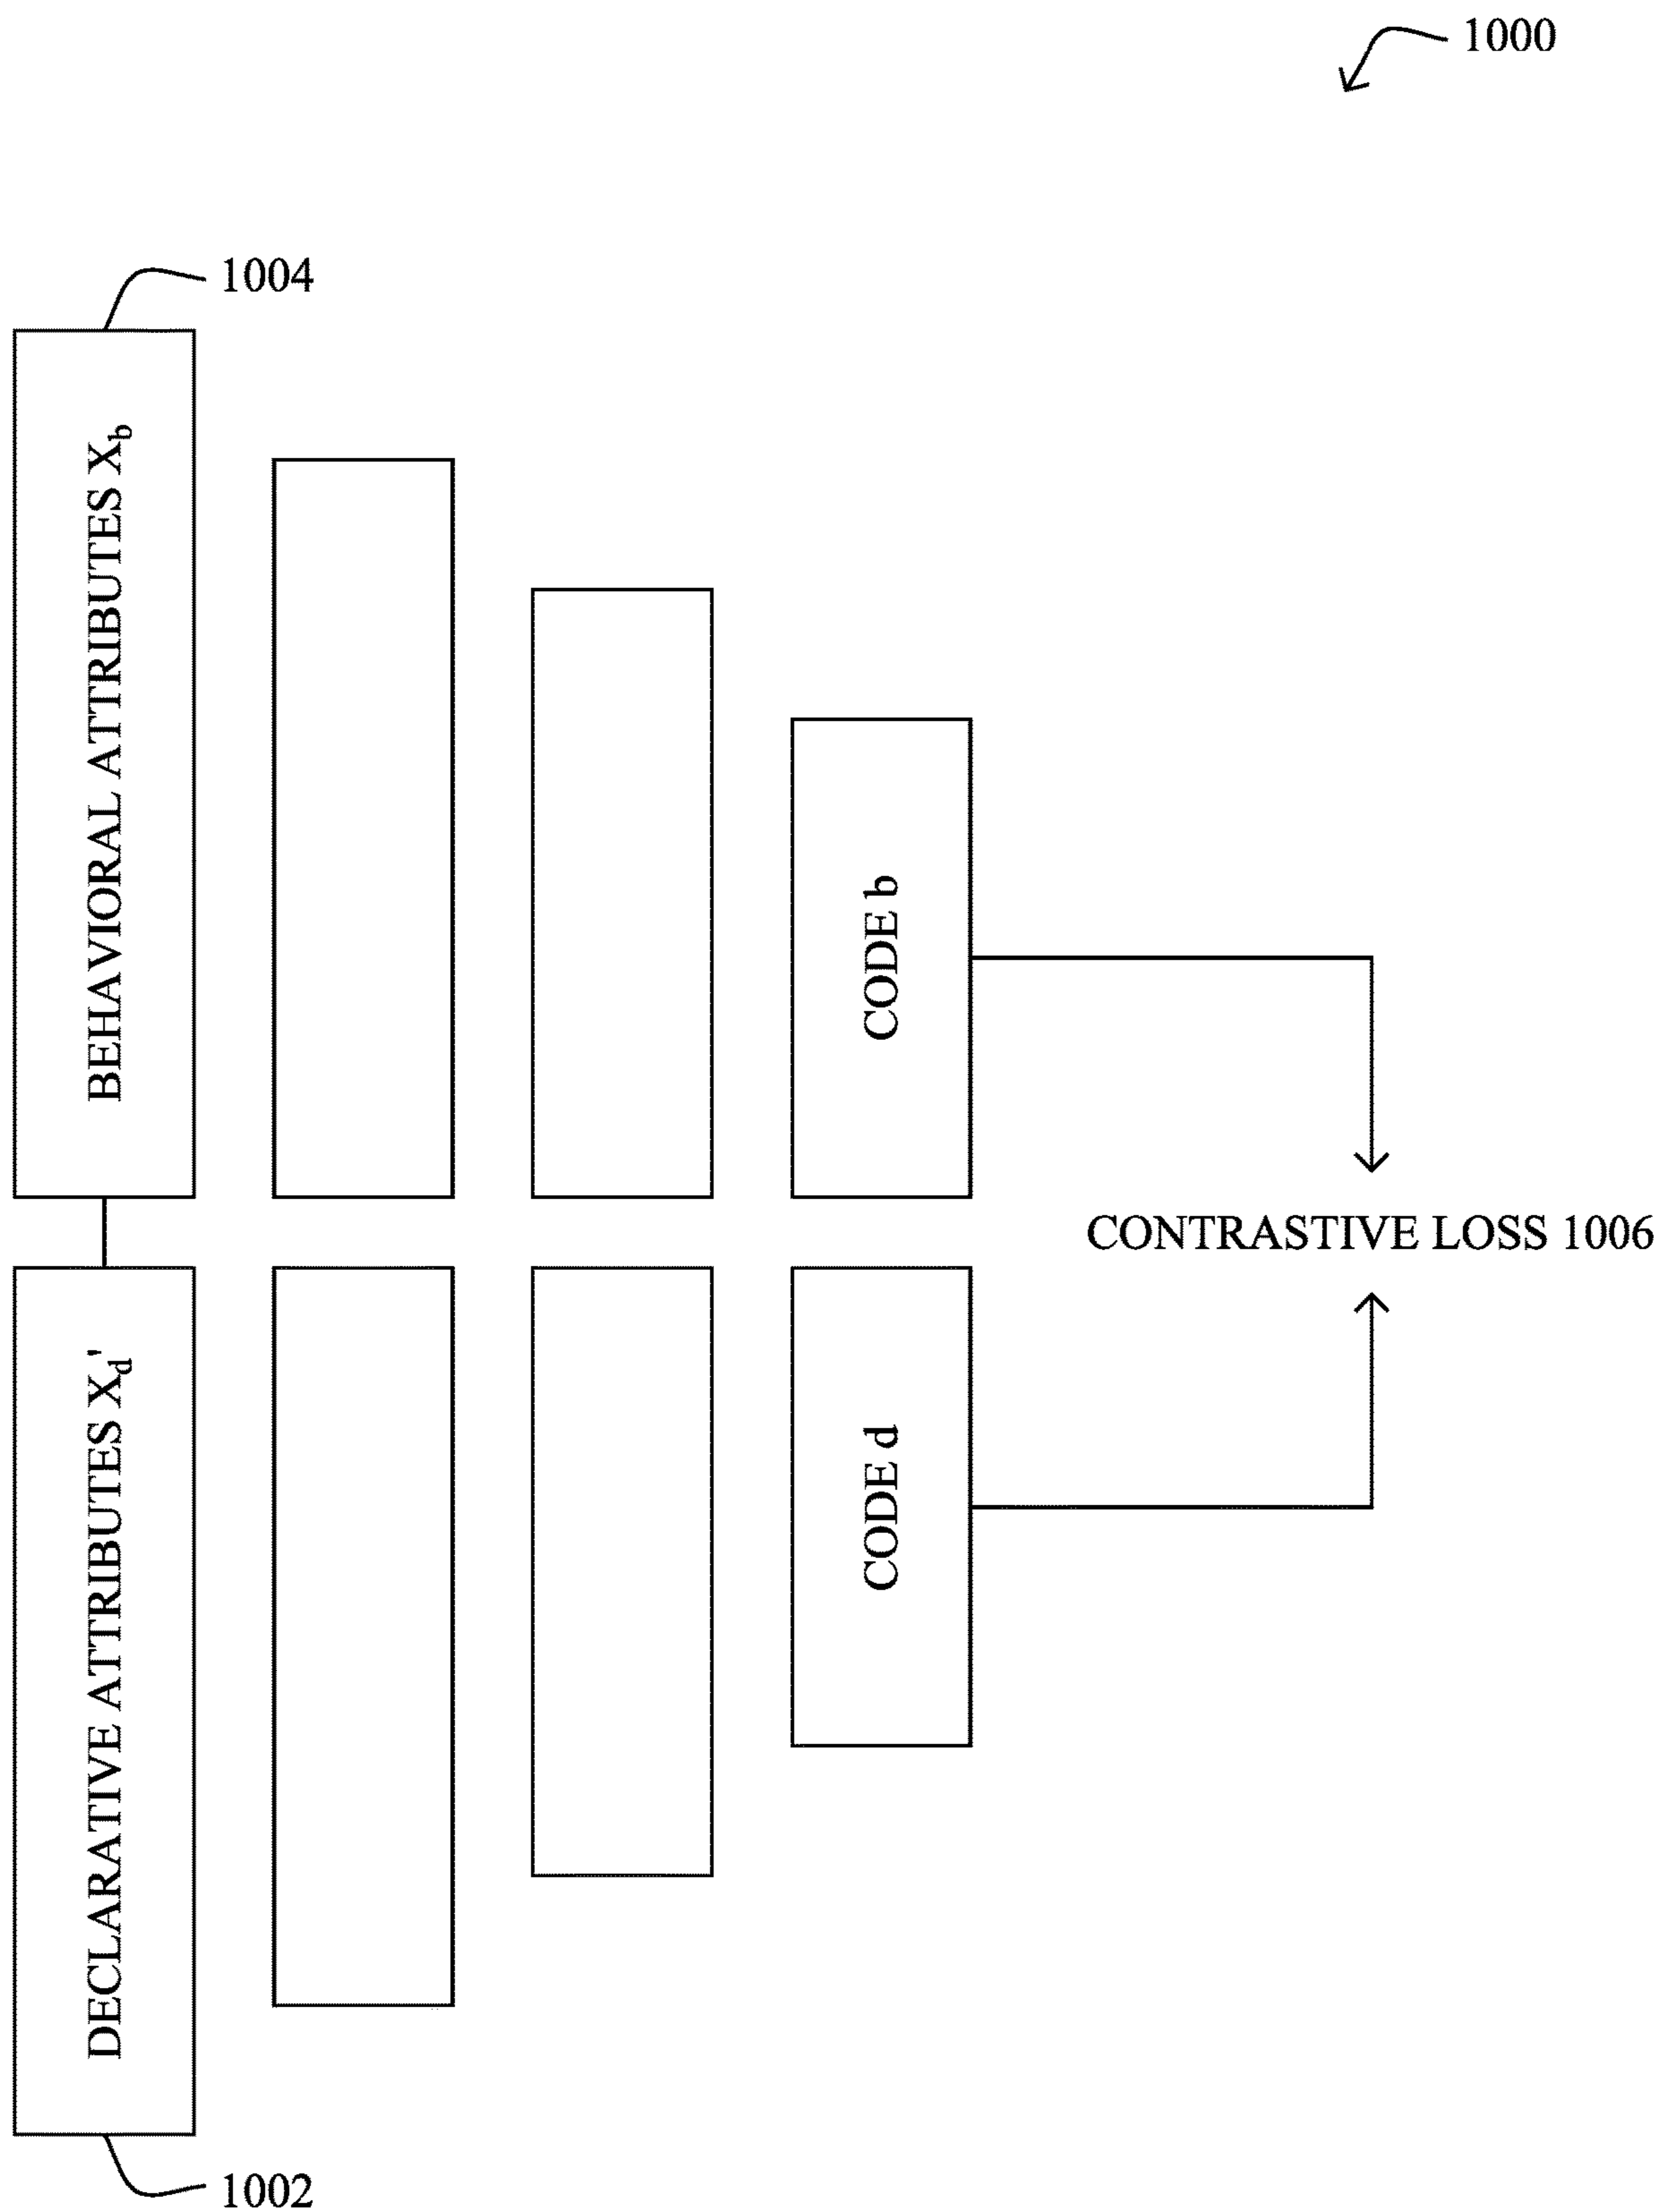 1000
1004
BEHAVIORAL ATTRIBUTES Xb
CODE b
CONTRASTIVE LOSS 1006
DECLARATIVE ATTRIBUTES Xd'
CODE d
1002